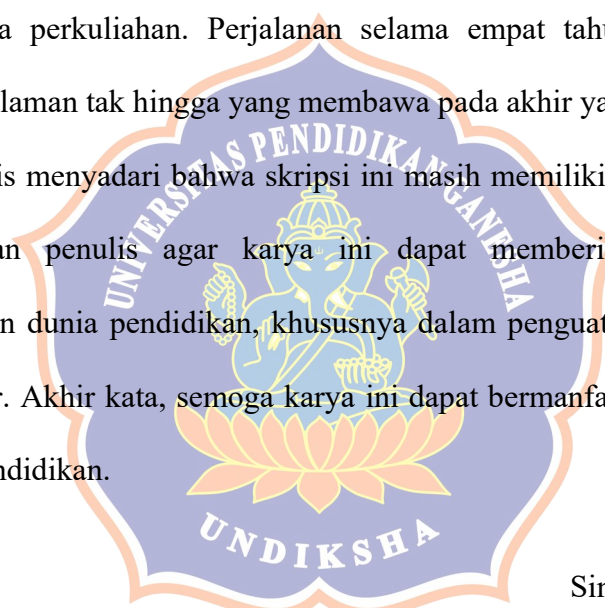 a perkuliahan. Perjalanan selama empat tahu
laman tak hingga yang membawa pada akhir ya
UNIVERSITAS PENDIDIKAN GANESHA
is menyadari bahwa skripsi ini masih memiliki
an penulis agar karya ini dapat memberi
n dunia pendidikan, khususnya dalam penguat
r. Akhir kata, semoga karya ini dapat bermanfa
ndidikan.
UNDIKSHA
Sin